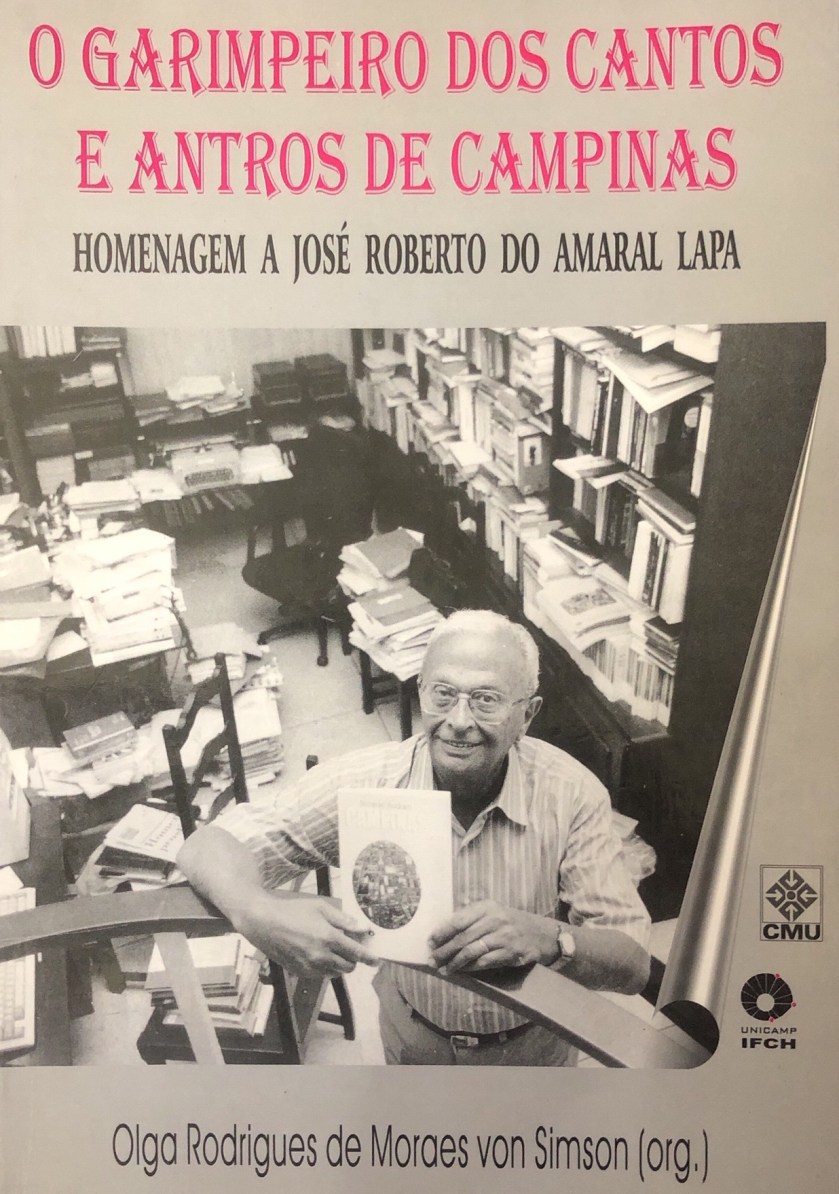 O GARIMPEIRO DOS CANTOS
E ANTROS DE CAMPINAS
HOMENAGEM A JOSÉ ROBERTO DO AMARAL LAPA
CMU
UNICAMP
IFCH
Olga Rodrigues de Moraes von Simson (org.)